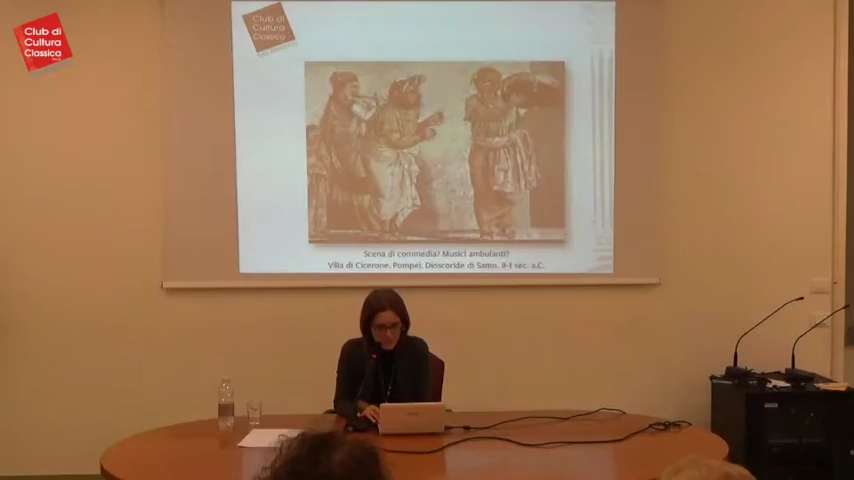 Club di
Cultura
Classica
Club di
Cultura
Classica
Scena di commedia? Musici ambulanti?
Villa di Cicerone, Pompei, Dioscoride di Samo, II-I sec. a.C.